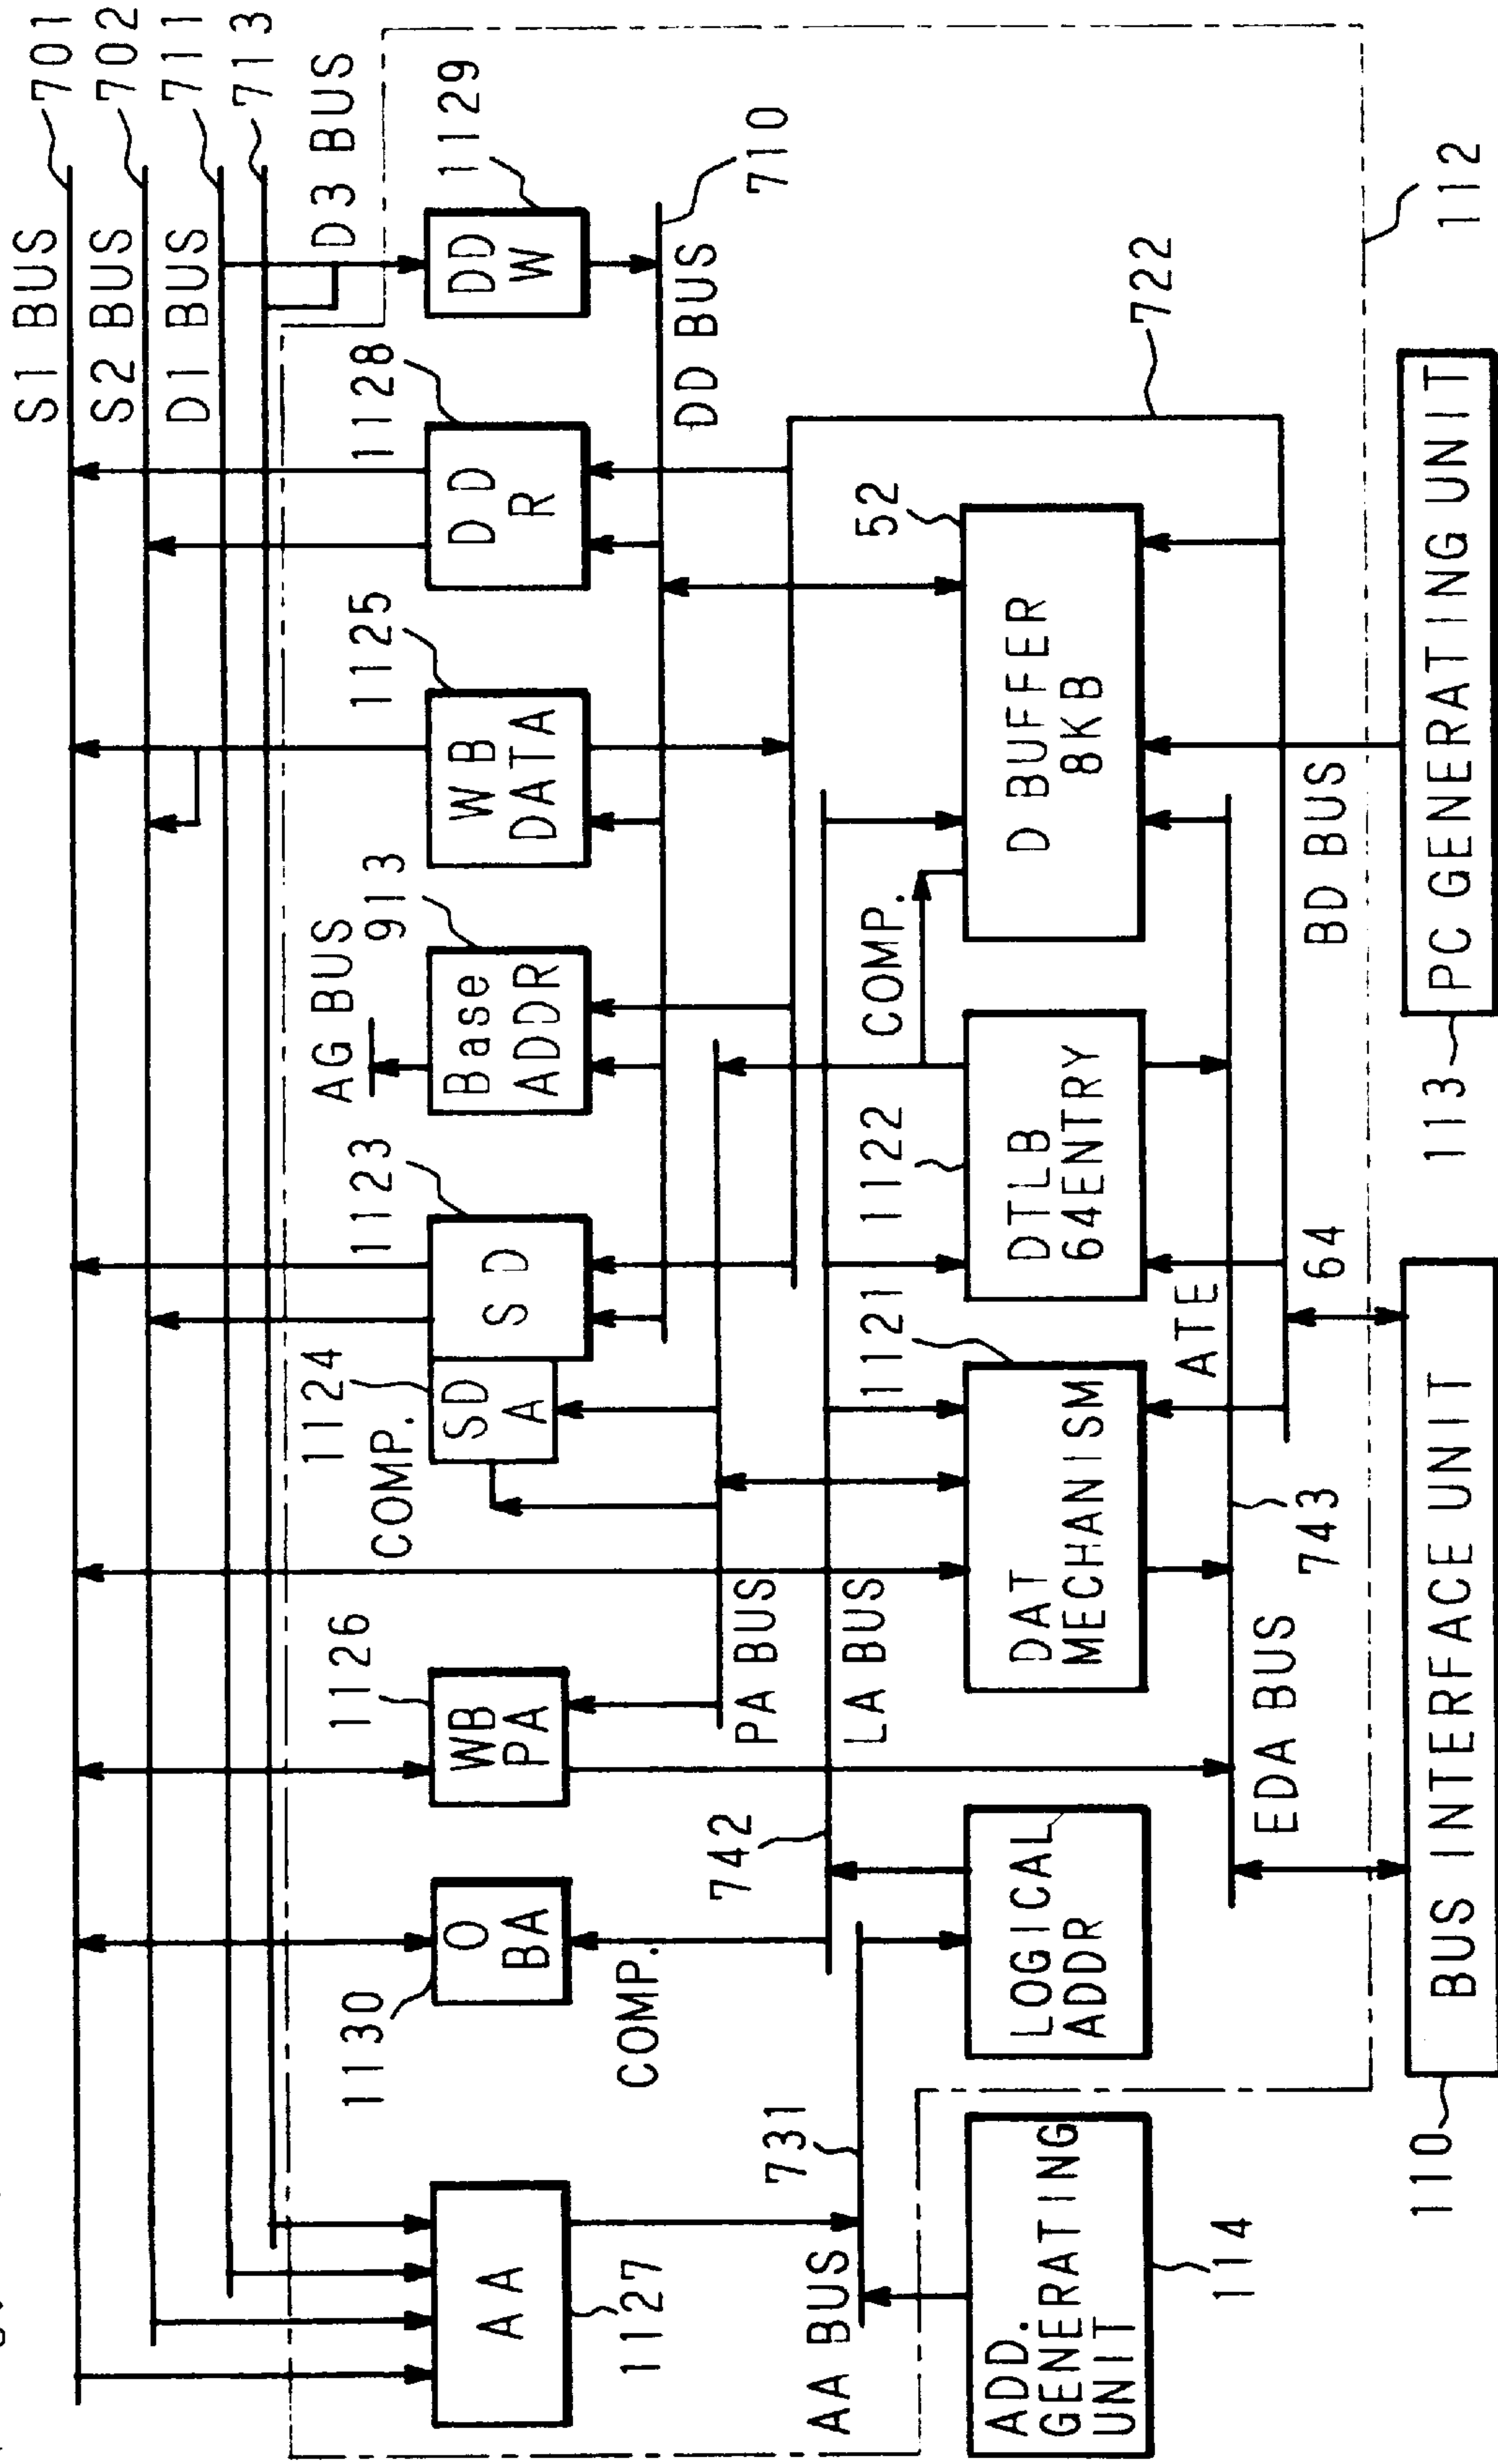 S1 BUS
701
S2 BUS
702
D1 BUS
711
713
D3 BUS
1129
DD
W
710
DD BUS
1128
DD
R
722
112
1125
WB
DATA
52
D BUFFER
8KB
AG BUS
913
Base
ADDR
COMP.
BD BUS
PC GENERATING UNIT
113
1123
SD
1122
DTLB
64ENTRY
64
1124
COMP.
SD
A
1121
DAT
MECHANISM
ATE
743
1126
WB
PA
PA BUS
LA BUS
EDA BUS
BUS INTERFACE UNIT
110
1130
O
BA
COMP.
742
LOGICAL
ADDR
AA
1127
731
AA BUS
ADD.
GENERATING
UNIT
114